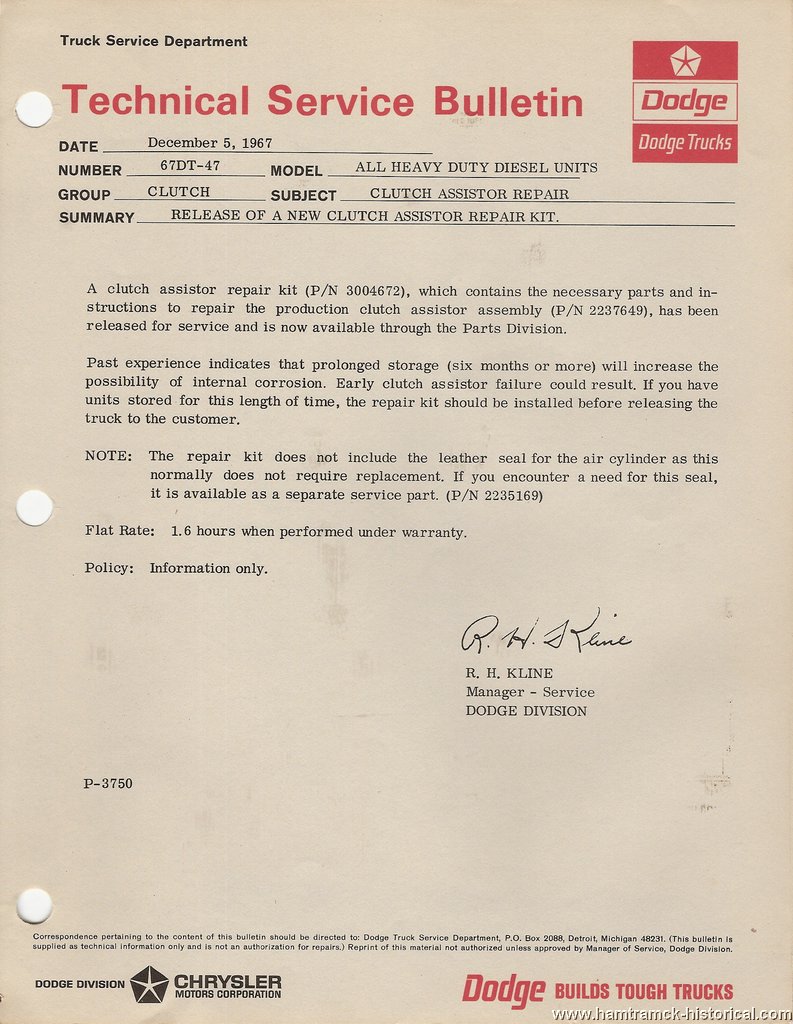 Truck Service Department
Technical Service Bulletin
Dodge
Dodge Trucks
DATE December 5, 1967
NUMBER 67DT-47 MODEL ALL HEAVY DUTY DIESEL UNITS
GROUP CLUTCH SUBJECT CLUTCH ASSISTOR REPAIR
SUMMARY RELEASE OF A NEW CLUTCH ASSISTOR REPAIR KIT.
A clutch assistor repair kit (P/N 3004672), which contains the necessary parts and in-
structions to repair the production clutch assistor assembly (P/N 2237649), has been
released for service and is now available through the Parts Division.
Past experience indicates that prolonged storage (six months or more) will increase the
possibility of internal corrosion. Early clutch assistor failure could result. If you have
units stored for this length of time, the repair kit should be installed before releasing the
truck to the customer.
NOTE: The repair kit does not include the leather seal for the air cylinder as this
normally does not require replacement. If you encounter a need for this seal,
it is available as a separate service part. (P/N 2235169)
Flat Rate: 1.6 hours when performed under warranty.
Policy: Information only.
R. H. Kline
R. H. KLINE
Manager - Service
DODGE DIVISION
P-3750
Correspondence pertaining to the content of this bulletin should be directed to: Dodge Truck Service Department, P.O. Box 2088, Detroit, Michigan 48231. (This bulletin is
supplied as technical information only and is not an authorization for repairs.) Reprint of this material not authorized unless approved by Manager of Service, Dodge Division.
DODGE DIVISION CHRYSLER
MOTORS CORPORATION
Dodge BUILDS TOUGH TRUCKS
www.hamtramck-historical.com